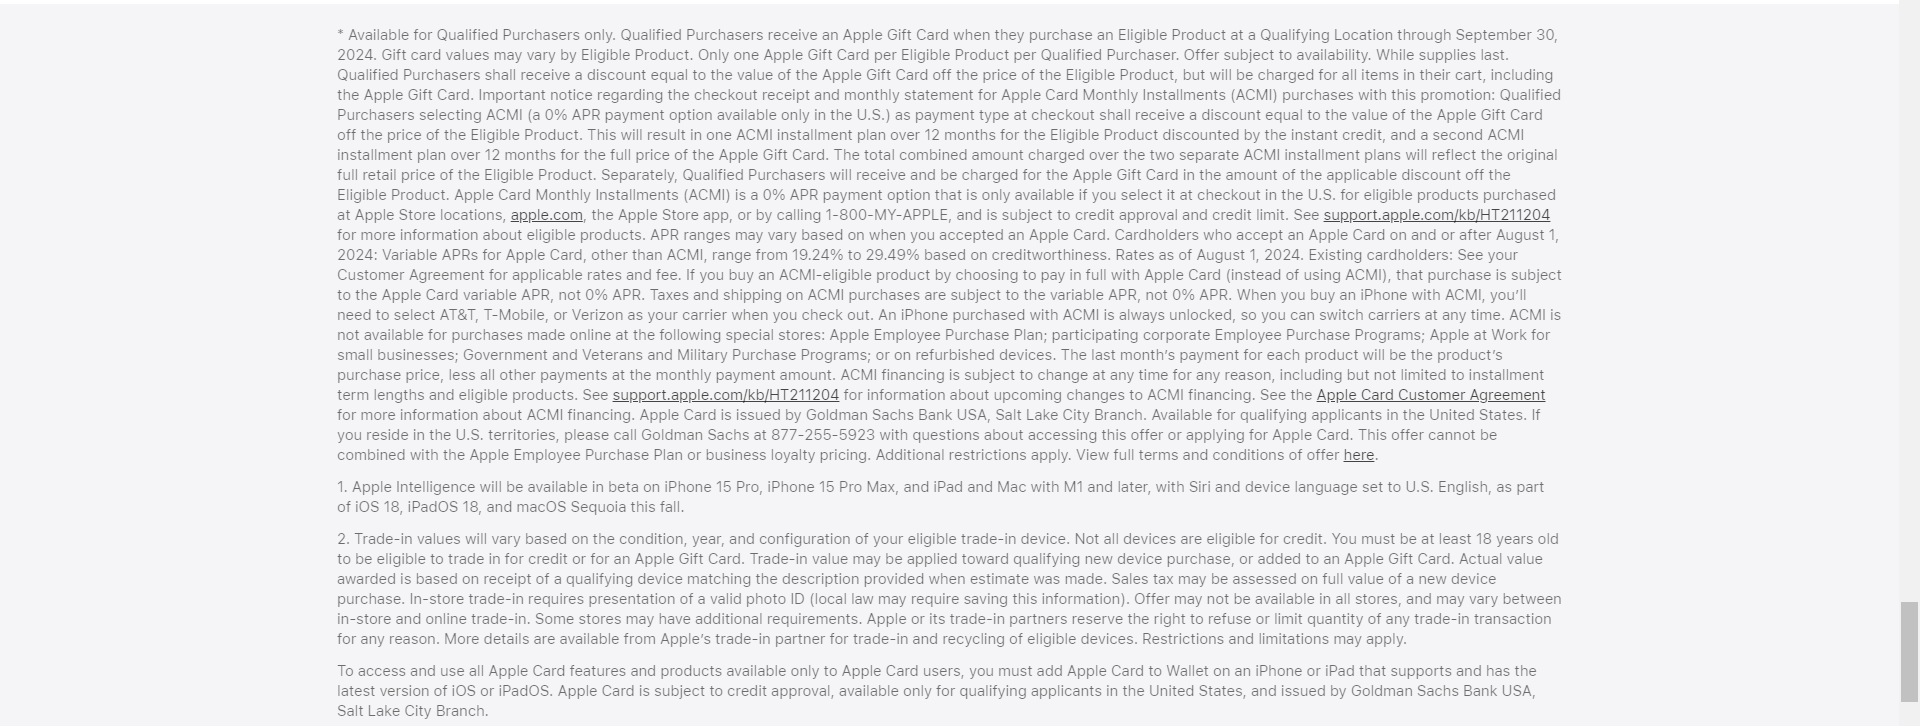 * Available for Qualified Purchasers only. Qualified Purchasers receive an Apple Gift Card when they purchase an Eligible Product at a Qualifying Location through September 30,
2024. Gift card values may vary by Eligible Product. Only one Apple Gift Card per Eligible Product per Qualified Purchaser. Offer subject to availability. While supplies last.
Qualified Purchasers shall receive a discount equal to the value of the Apple Gift Card off the price of the Eligible Product, but will be charged for all items in their cart, including
the Apple Gift Card. Important notice regarding the checkout receipt and monthly statement for Apple Card Monthly Installments (ACMI) purchases with this promotion: Qualified
Purchasers selecting ACMI (a 0% APR payment option available only in the U.S.) as payment type at checkout shall receive a discount equal to the value of the Apple Gift Card
off the price of the Eligible Product. This will result in one ACMI installment plan over 12 months for the Eligible Product discounted by the instant credit, and a second ACMI
installment plan over 12 months for the full price of the Apple Gift Card. The total combined amount charged over the two separate ACMI installment plans will reflect the original
full retail price of the Eligible Product. Separately, Qualified Purchasers will receive and be charged for the Apple Gift Card in the amount of the applicable discount off the
Eligible Product. Apple Card Monthly Installments (ACMI) is a 0% APR payment option that is only available if you select it at checkout in the U.S. for eligible products purchased
at Apple Store locations, apple.com, the Apple Store app, or by calling 1-800-MY-APPLE, and is subject to credit approval and credit limit. See support.apple.com/kb/HT211204
for more information about eligible products. APR ranges may vary based on when you accepted an Apple Card. Cardholders who accept an Apple Card on and or after August 1,
2024: Variable APRs for Apple Card, other than ACMI, range from 19.24% to 29.49% based on creditworthiness. Rates as of August 1, 2024. Existing cardholders: See your
Customer Agreement for applicable rates and fee. If you buy an ACMI-eligible product by choosing to pay in full with Apple Card (instead of using ACMI), that purchase is subject
to the Apple Card variable APR, not 0% APR. Taxes and shipping on ACMI purchases are subject to the variable APR, not 0% APR. When you buy an iPhone with ACMI, you’ll
need to select AT&T, T-Mobile, or Verizon as your carrier when you check out. An iPhone purchased with ACMI is always unlocked, so you can switch carriers at any time. ACMI is
not available for purchases made online at the following special stores: Apple Employee Purchase Plan; participating corporate Employee Purchase Programs; Apple at Work for
small businesses; Government and Veterans and Military Purchase Programs; or on refurbished devices. The last month’s payment for each product will be the product’s
purchase price, less all other payments at the monthly payment amount. ACMI financing is subject to change at any time for any reason, including but not limited to installment
term lengths and eligible products. See support.apple.com/kb/HT211204 for information about upcoming changes to ACMI financing. See the Apple Card Customer Agreement
for more information about ACMI financing. Apple Card is issued by Goldman Sachs Bank USA, Salt Lake City Branch. Available for qualifying applicants in the United States. If
you reside in the U.S. territories, please call Goldman Sachs at 877-255-5923 with questions about accessing this offer or applying for Apple Card. This offer cannot be
combined with the Apple Employee Purchase Plan or business loyalty pricing. Additional restrictions apply. View full terms and conditions of offer here.
1. Apple Intelligence will be available in beta on iPhone 15 Pro, iPhone 15 Pro Max, and iPad and Mac with M1 and later, with Siri and device language set to U.S. English, as part
of iOS 18, iPadOS 18, and macOS Sequoia this fall.
2. Trade-in values will vary based on the condition, year, and configuration of your eligible trade-in device. Not all devices are eligible for credit. You must be at least 18 years old
to be eligible to trade in for credit or for an Apple Gift Card. Trade-in value may be applied toward qualifying new device purchase, or added to an Apple Gift Card. Actual value
awarded is based on receipt of a qualifying device matching the description provided when estimate was made. Sales tax may be assessed on full value of a new device
purchase. In-store trade-in requires presentation of a valid photo ID (local law may require saving this information). Offer may not be available in all stores, and may vary between
in-store and online trade-in. Some stores may have additional requirements. Apple or its trade-in partners reserve the right to refuse or limit quantity of any trade-in transaction
for any reason. More details are available from Apple’s trade-in partner for trade-in and recycling of eligible devices. Restrictions and limitations may apply.
To access and use all Apple Card features and products available only to Apple Card users, you must add Apple Card to Wallet on an iPhone or iPad that supports and has the
latest version of iOS or iPadOS. Apple Card is subject to credit approval, available only for qualifying applicants in the United States, and issued by Goldman Sachs Bank USA,
Salt Lake City Branch.